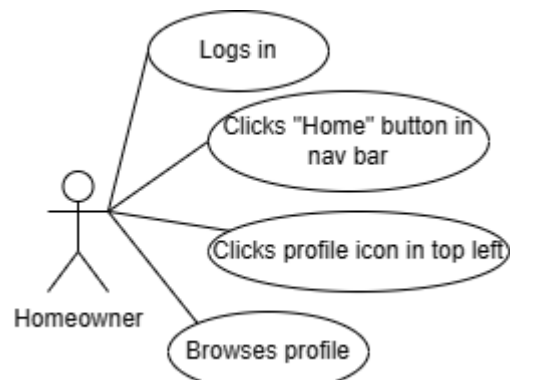 Logs in
Clicks "Home" button in
nav bar
Clicks profile icon in top left
Homeowner
Browses profile